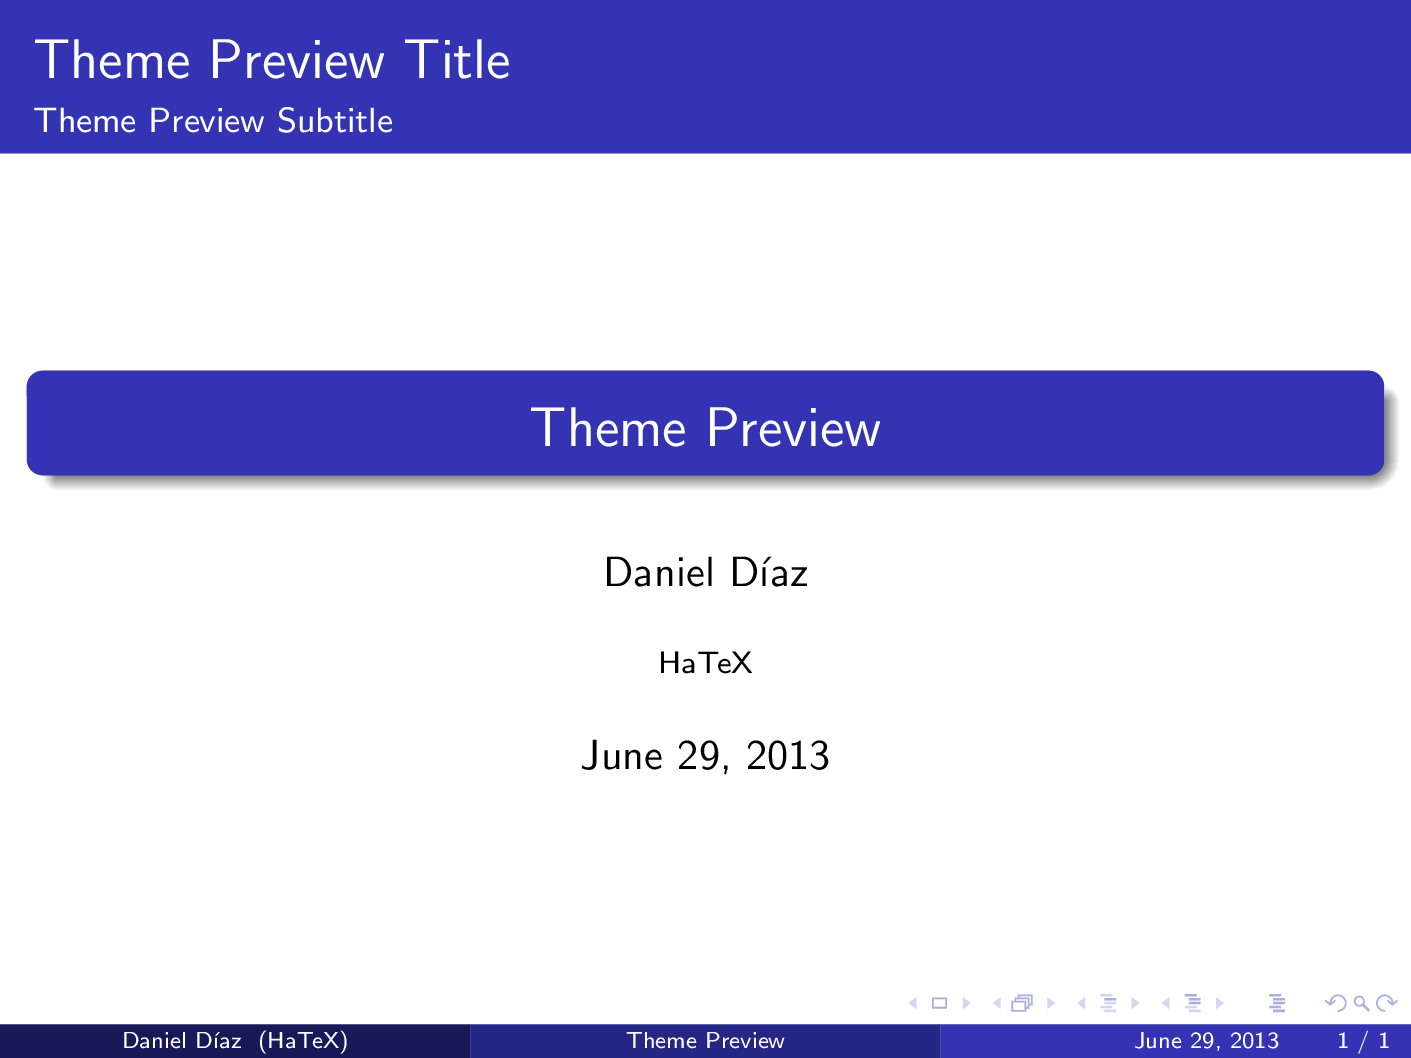 Theme Preview Title
Theme Preview Subtitle
Theme Preview
Daniel Díaz
HaTeX
June 29, 2013
Daniel Díaz (HaTeX) Theme Preview June 29, 2013 1 / 1